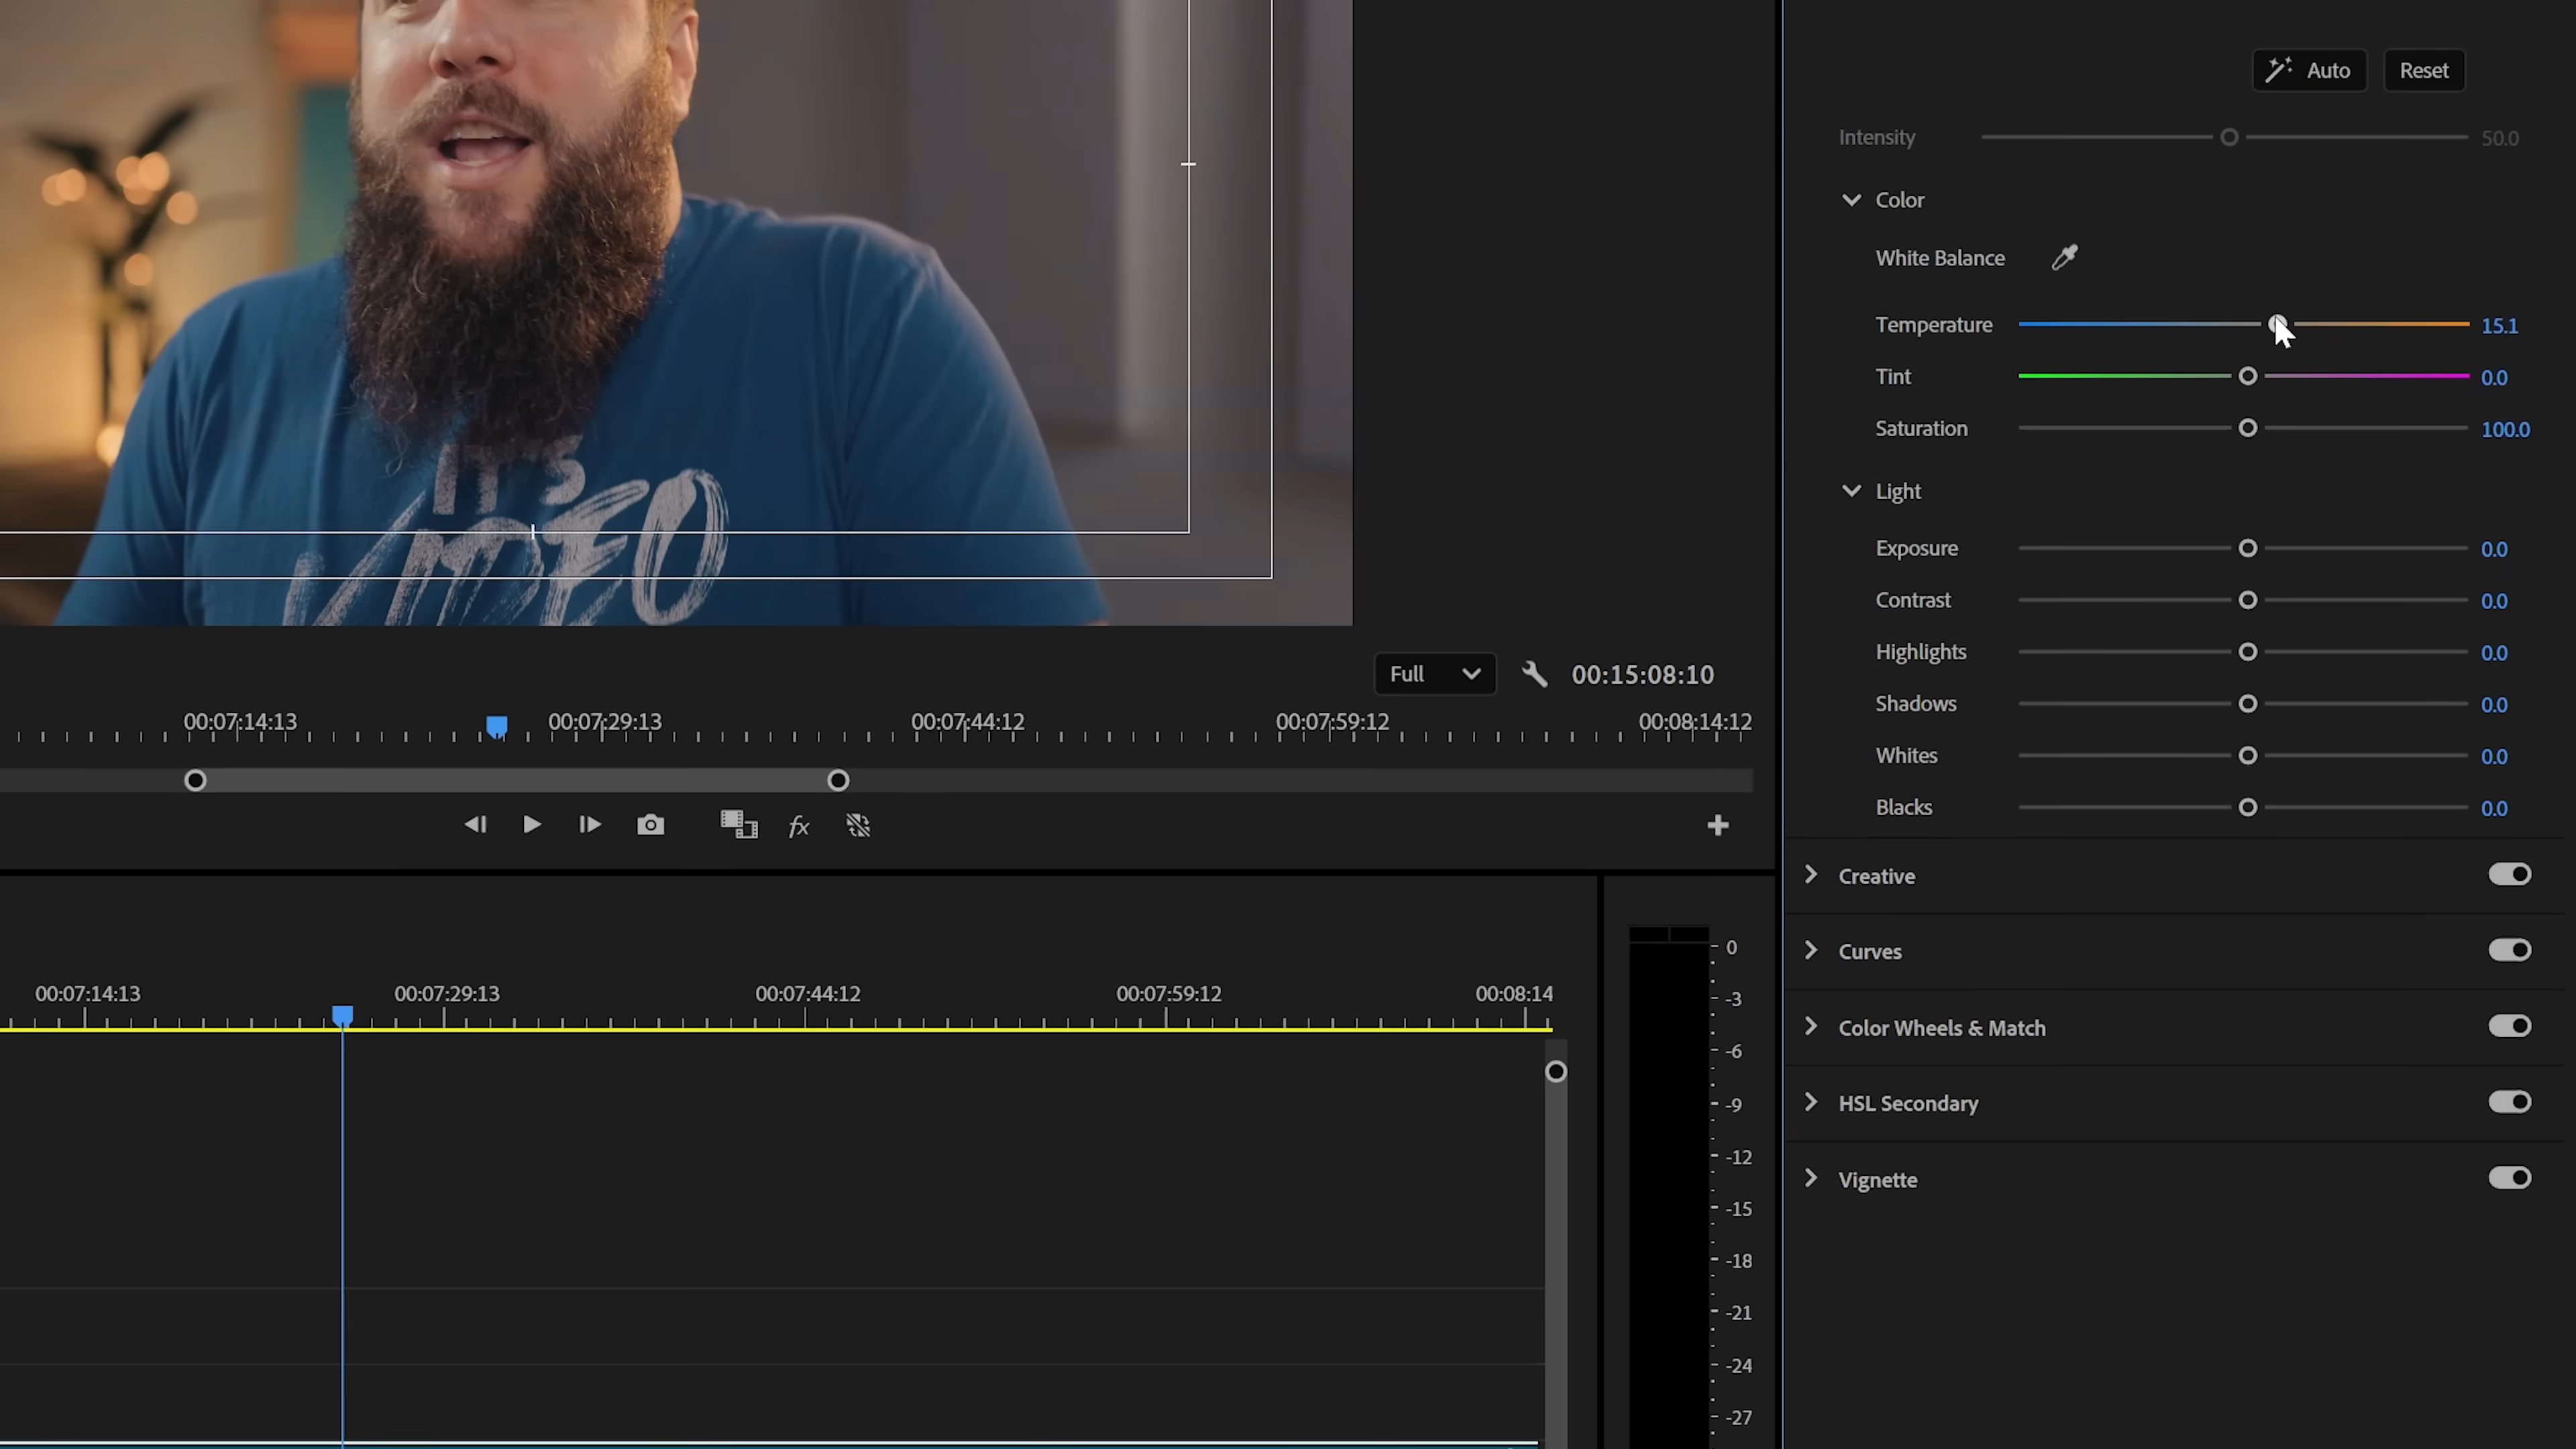 Auto Reset
Intensity 50.0
Color
White Balance
Temperature 15.1
Tint 0.0
Saturation 100.0
Light
Exposure 0.0
Contrast 0.0
Highlights 0.0
Shadows 0.0
Whites 0.0
Blacks 0.0
Creative
Curves
Color Wheels & Match
HSL Secondary
Vignette
IT'S
VIDEO
Full 00:15:08:10
00:07:14:13 00:07:29:13 00:07:44:12 00:07:59:12 00:08:14:12
fx
00:07:14:13 00:07:29:13 00:07:44:12 00:07:59:12 00:08:14
0
-3
-6
-9
-12
-15
-18
-21
-24
-27